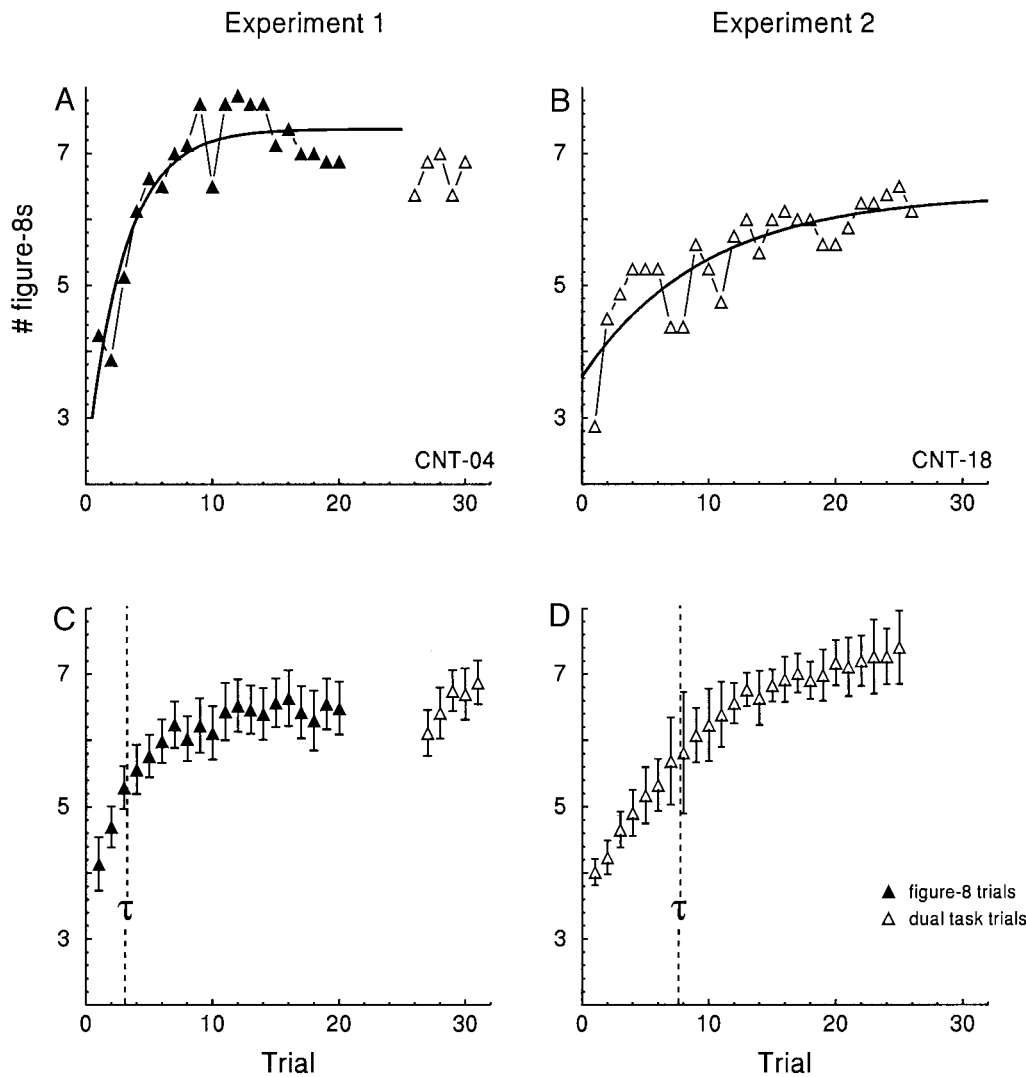 Experiment 1
Experiment 2
A
7
5
3
# figure-8s
0
10
20
30
CNT-04
B
7
5
3
0
10
20
30
CNT-18
C
7
5
3
τ
0
10
20
30
Trial
D
7
5
3
τ
figure-8 trials
dual task trials
0
10
20
30
Trial